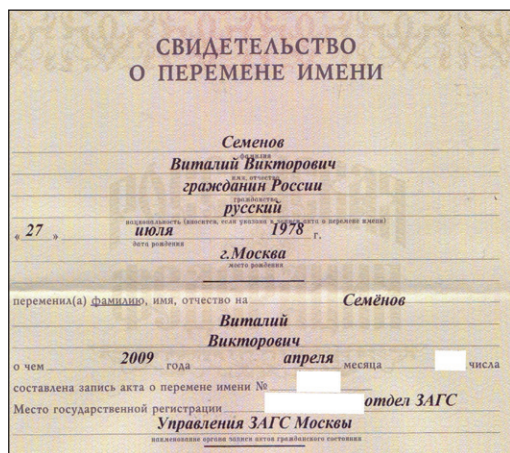 СВИДЕТЕЛЬСТВО
О ПЕРЕМЕНЕ ИМЕНИ
Семенов
фамилия
Виталий Викторович
имя, отчество
гражданин России
гражданство
русский
национальность (вносится, если указана в записи акта о перемене имени)
« 27 » июля 1978 г.
дата рождения
г.Москва
место рождения
переменил(а) фамилию, имя, отчество на Семёнов
Виталий
Викторович
о чем 2009 года апреля месяца числа
составлена запись акта о перемене имени №
Место государственной регистрации отдел ЗАГС
Управления ЗАГС Москвы
наименование органа записи актов гражданского состояния